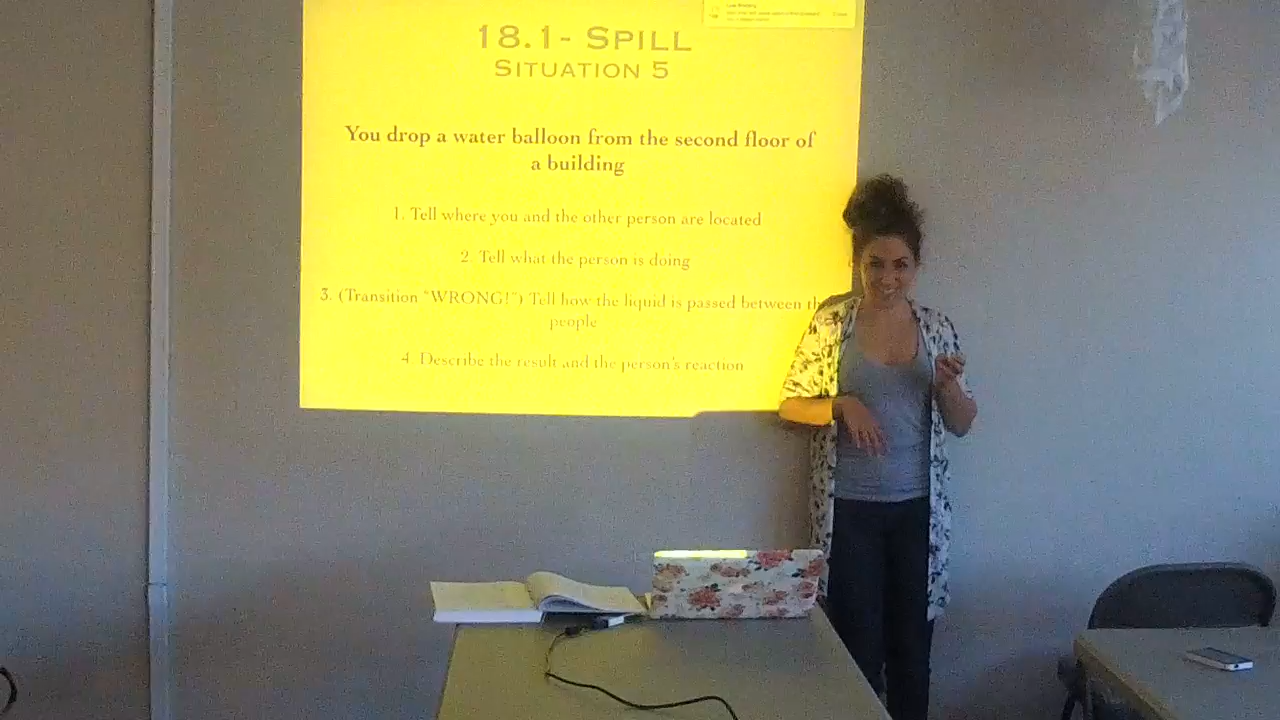 18.1- Spill
Situation 5
You drop a water balloon from the second floor of
a building
1. Tell where you and the other person are located
2. Tell what the person is doing
3. (Transition "WRONG!") Tell how the liquid is passed between
people
4. Describe the result and the person's reaction